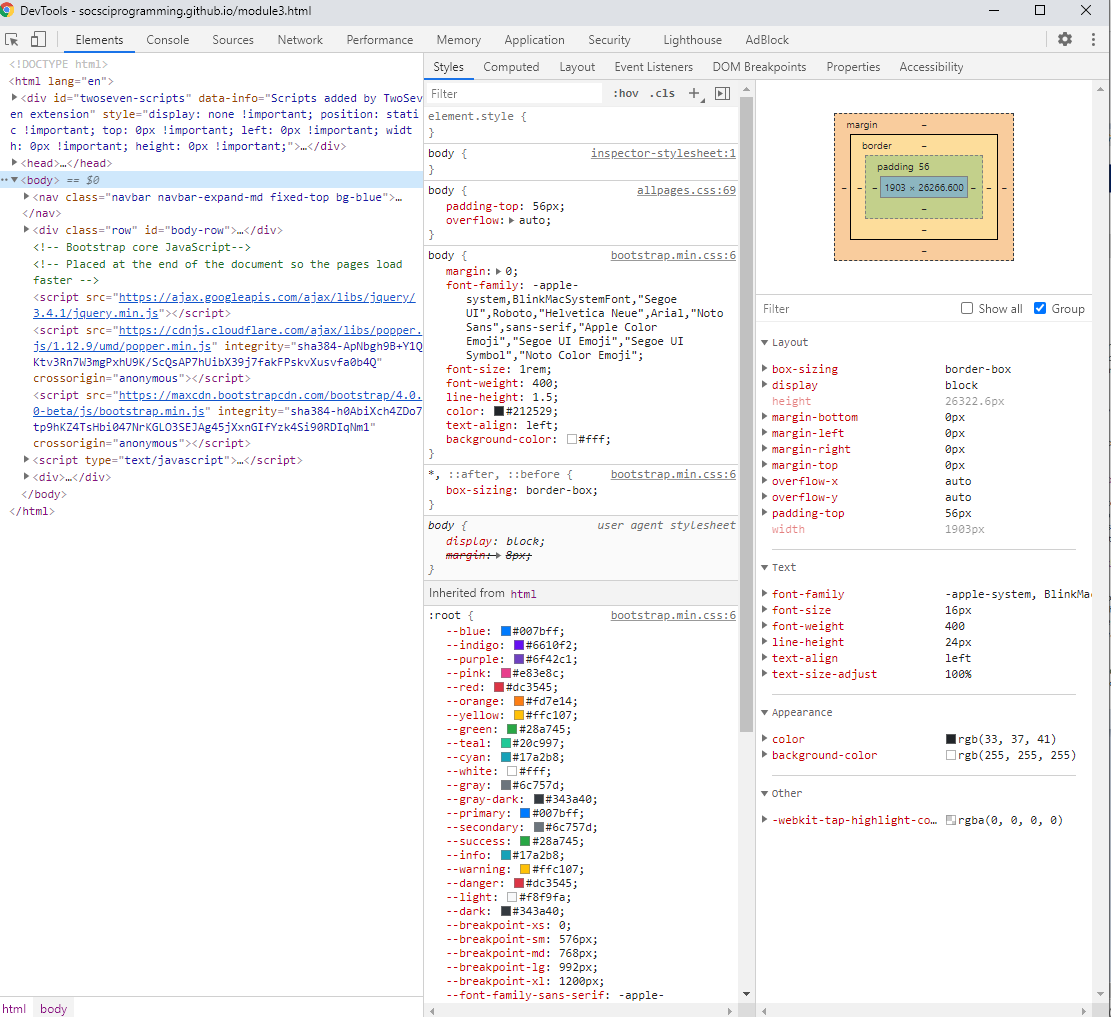 DevTools - socsciprogramming.github.io/module3.html
Elements Console Sources Network Performance Memory Application Security Lighthouse AdBlock
<!DOCTYPE html>
<html lang="en">
<div id="twoseven-scripts" data-info="Scripts added by TwoSev
en extension" style="display: none !important; position: stati
c !important; top: 0px !important; left: 0px !important; widt
h: 0px !important; height: 0px !important;">…</div>
<head>…</head>
<body> == $0
<nav class="navbar navbar-expand-md fixed-top bg-blue">…
</nav>
<div class="row" id="body-row">…</div>
<!-- Bootstrap core JavaScript-->
<!-- Placed at the end of the document so the pages load
faster -->
<script src="https://ajax.googleapis.com/ajax/libs/jquery/
3.4.1/jquery.min.js"></script>
<script src="https://cdnjs.cloudflare.com/ajax/libs/popper.
js/1.12.9/umd/popper.min.js" integrity="sha384-ApNbgh9B+Y1Q
Ktv3Rn7W3mgPxhU9K/ScQsAP7hUibX39j7fakFPskvXusvfa0b4Q"
crossorigin="anonymous"></script>
<script src="https://maxcdn.bootstrapcdn.com/bootstrap/4.0.
0-beta/js/bootstrap.min.js" integrity="sha384-h0AbiXch4ZDo7
tp9hKZ4TsHbi047NrKGLO3SEJAg45jXxnGIfYzk4Si90RDIqNm1"
crossorigin="anonymous"></script>
<script type="text/javascript">…</script>
<div>…</div>
</body>
</html>
html body
Styles Computed Layout Event Listeners DOM Breakpoints Properties Accessibility
Filter :hov .cls +
element.style {
}
body { inspector-stylesheet:1
}
body { allpages.css:69
padding-top: 56px;
overflow: auto;
}
body { bootstrap.min.css:6
margin: 0;
font-family: -apple-
system,BlinkMacSystemFont,"Segoe
UI",Roboto,"Helvetica Neue",Arial,"Noto
Sans",sans-serif,"Apple Color
Emoji","Segoe UI Emoji","Segoe UI
Symbol","Noto Color Emoji";
font-size: 1rem;
font-weight: 400;
line-height: 1.5;
color: #212529;
text-align: left;
background-color: #fff;
}
*, ::after, ::before { bootstrap.min.css:6
box-sizing: border-box;
}
body { user agent stylesheet
display: block;
margin: 8px;
}
Inherited from html
:root { bootstrap.min.css:6
--blue: #007bff;
--indigo: #6610f2;
--purple: #6f42c1;
--pink: #e83e8c;
--red: #dc3545;
--orange: #fd7e14;
--yellow: #ffc107;
--green: #28a745;
--teal: #20c997;
--cyan: #17a2b8;
--white: #fff;
--gray: #6c757d;
--gray-dark: #343a40;
--primary: #007bff;
--secondary: #6c757d;
--success: #28a745;
--info: #17a2b8;
--warning: #ffc107;
--danger: #dc3545;
--light: #f8f9fa;
--dark: #343a40;
--breakpoint-xs: 0;
--breakpoint-sm: 576px;
--breakpoint-md: 768px;
--breakpoint-lg: 992px;
--breakpoint-xl: 1200px;
--font-family-sans-serif: -apple-
margin –
border –
padding 56
– – – 1903 × 26266.600 – – –
–
–
–
Filter Show all Group
Layout
box-sizing border-box
display block
height 26322.6px
margin-bottom 0px
margin-left 0px
margin-right 0px
margin-top 0px
overflow-x auto
overflow-y auto
padding-top 56px
width 1903px
Text
font-family -apple-system, BlinkMa
font-size 16px
font-weight 400
line-height 24px
text-align left
text-size-adjust 100%
Appearance
color rgb(33, 37, 41)
background-color rgb(255, 255, 255)
Other
-webkit-tap-highlight-co… rgba(0, 0, 0, 0)